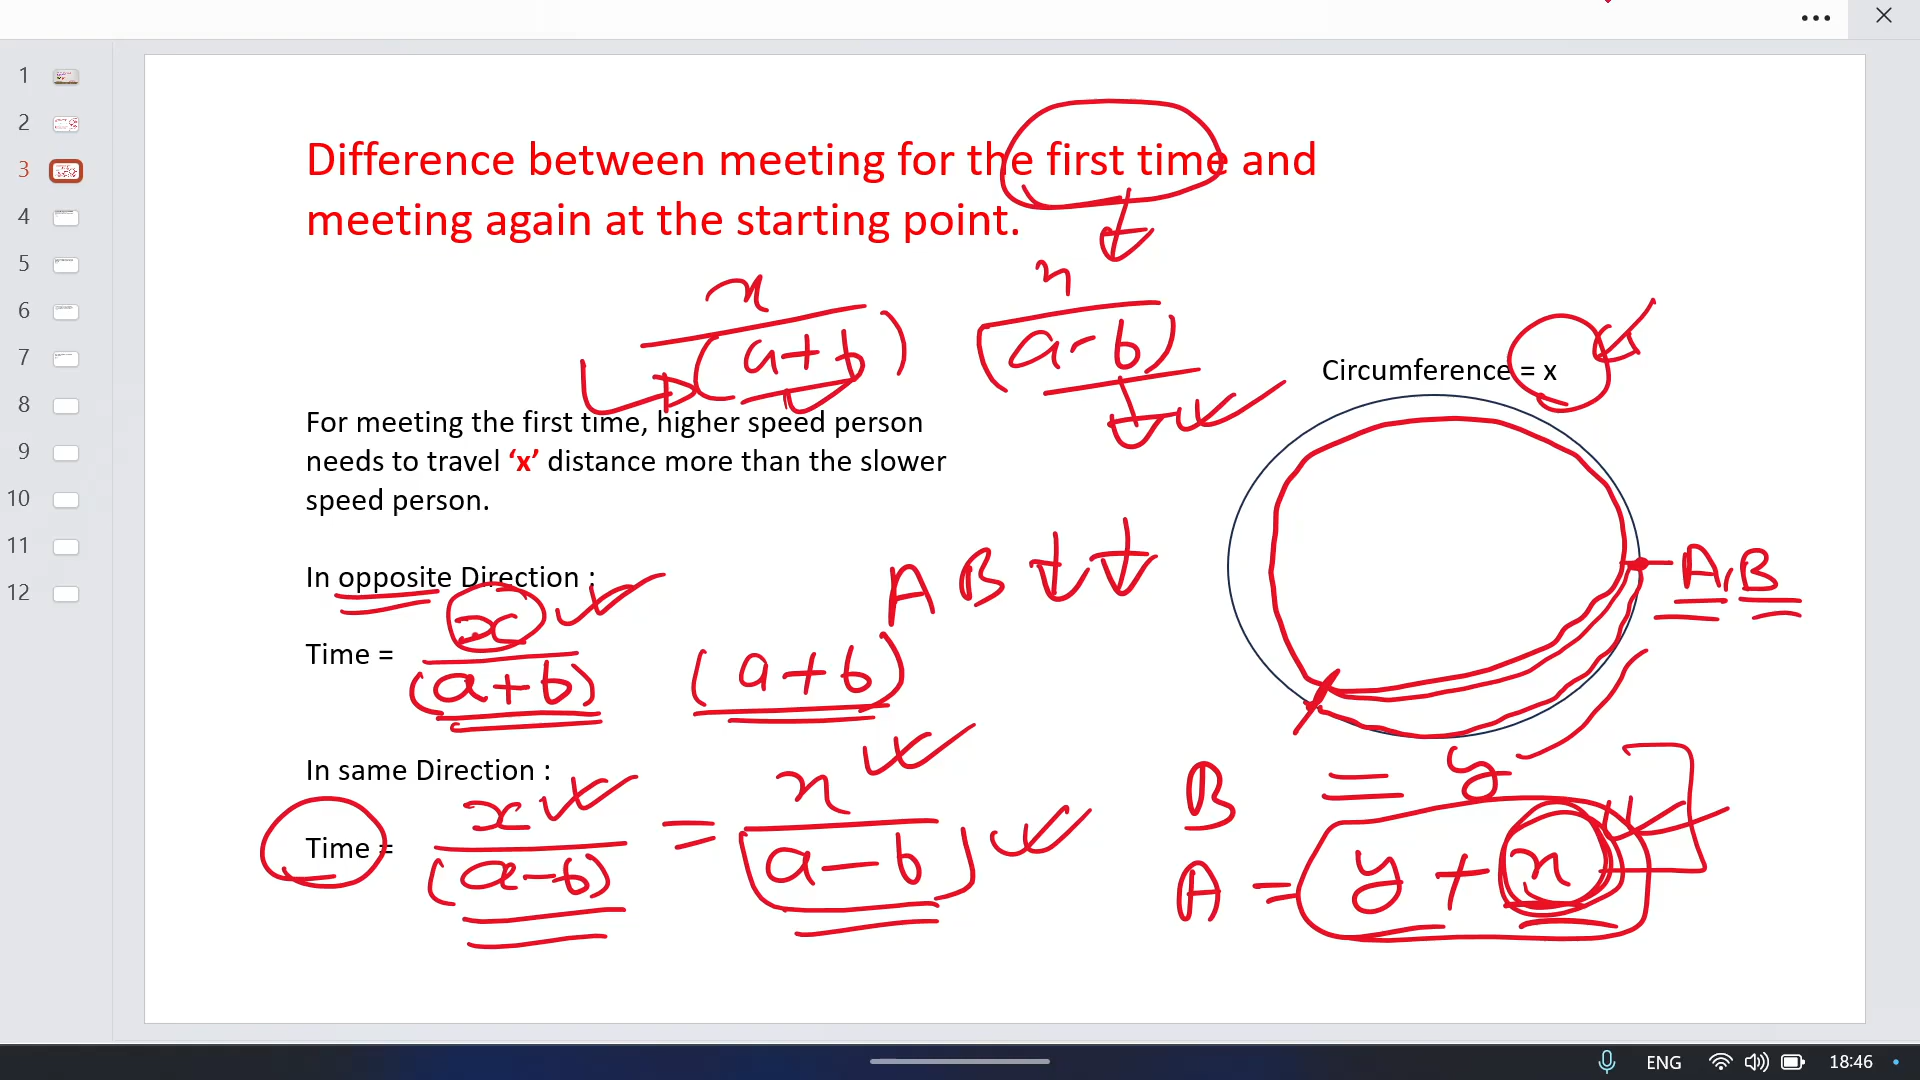 1
2
3
4
5
6
7
8
9
10
11
12
Difference between meeting for the first time and
meeting again at the starting point.
x
(a+b)
x
(a-b)
Circumference = x
For meeting the first time, higher speed person
needs to travel ‘x’ distance more than the slower
speed person.
A B
A, B
In opposite Direction :
Time = x
(a+b)
(a+b)
In same Direction :
Time = x
(a-b)
= x
a-b
B = y
A = y + x
ENG
18:46